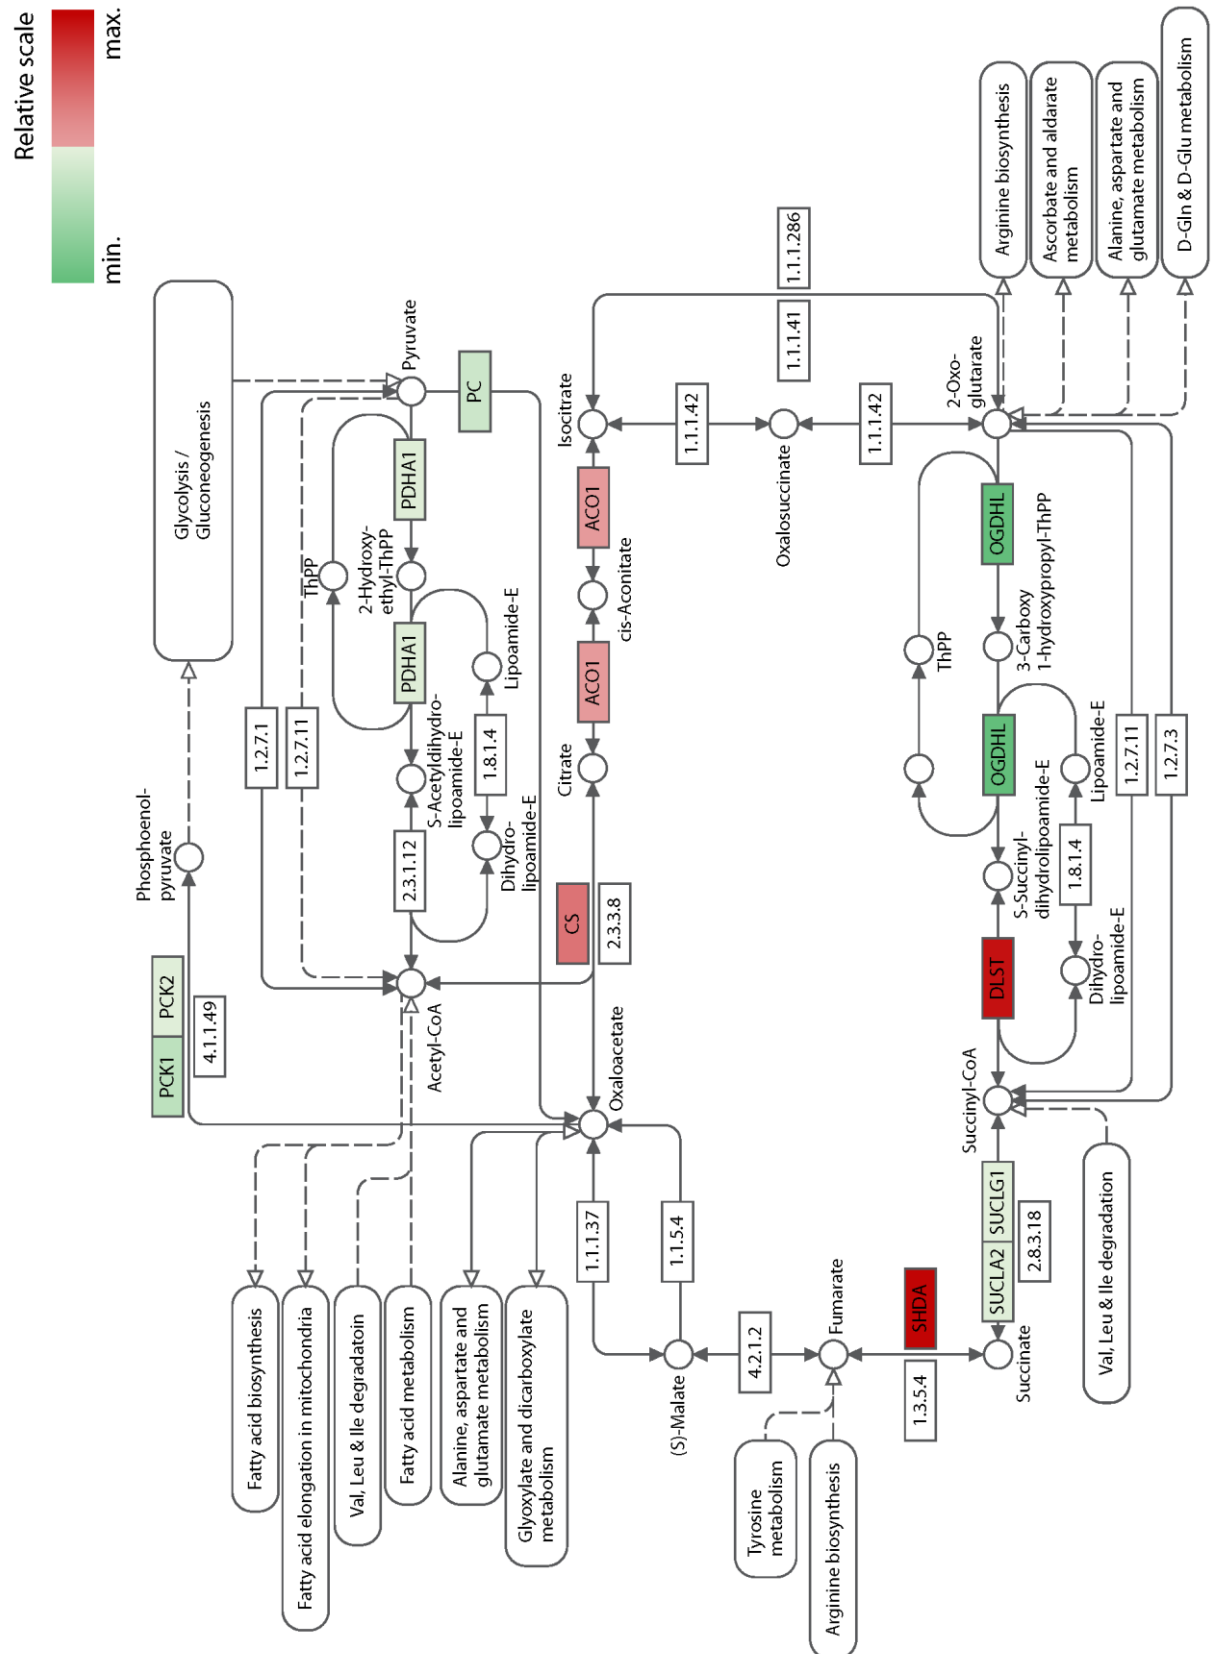 Relative scale
min.
max.
Glycolysis /
Gluconeogenesis
Phosphoenol-
pyruvate
PCK1
PCK2
4.1.1.49
1.2.7.1
1.2.7.11
ThPP
Pyruvate
PC
PDHA1
2-Hydroxy-
ethyl-ThPP
PDHA1
S-Acetyldihydro-
lipoamide-E
Lipoamide-E
1.8.1.4
Dihydro-
lipoamide-E
2.3.1.12
Acetyl-CoA
Fatty acid biosynthesis
Fatty acid elongation in mitochondria
Val, Leu & Ile degradatoin
Fatty acid metabolism
Alanine, aspartate and
glutamate metabolism
Glyoxylate and dicarboxylate
metabolism
Oxaloacetate
CS
2.3.3.8
Citrate
ACO1
cis-Aconitate
ACO1
Isocitrate
1.1.1.42
Oxalosuccinate
1.1.1.42
1.1.1.41
1.1.1.286
2-Oxo-
glutarate
Arginine biosynthesis
Ascorbate and aldarate
metabolism
Alanine, aspartate and
glutamate metabolism
D-Gln & D-Glu metabolism
1.1.1.37
1.1.5.4
(S)-Malate
4.2.1.2
Fumarate
Tyrosine
metabolism
Arginine biosynthesis
1.3.5.4
SHDA
Succinate
SUCLA2
SUCLG1
2.8.3.18
Succinyl-CoA
Val, Leu & Ile degradation
DLST
S-Succinyl-
dihydrolipoamide-E
Dihydro-
lipoamide-E
1.8.1.4
Lipoamide-E
OGDHL
3-Carboxy
1-hydroxypropyl-ThPP
OGDHL
ThPP
1.2.7.11
1.2.7.3